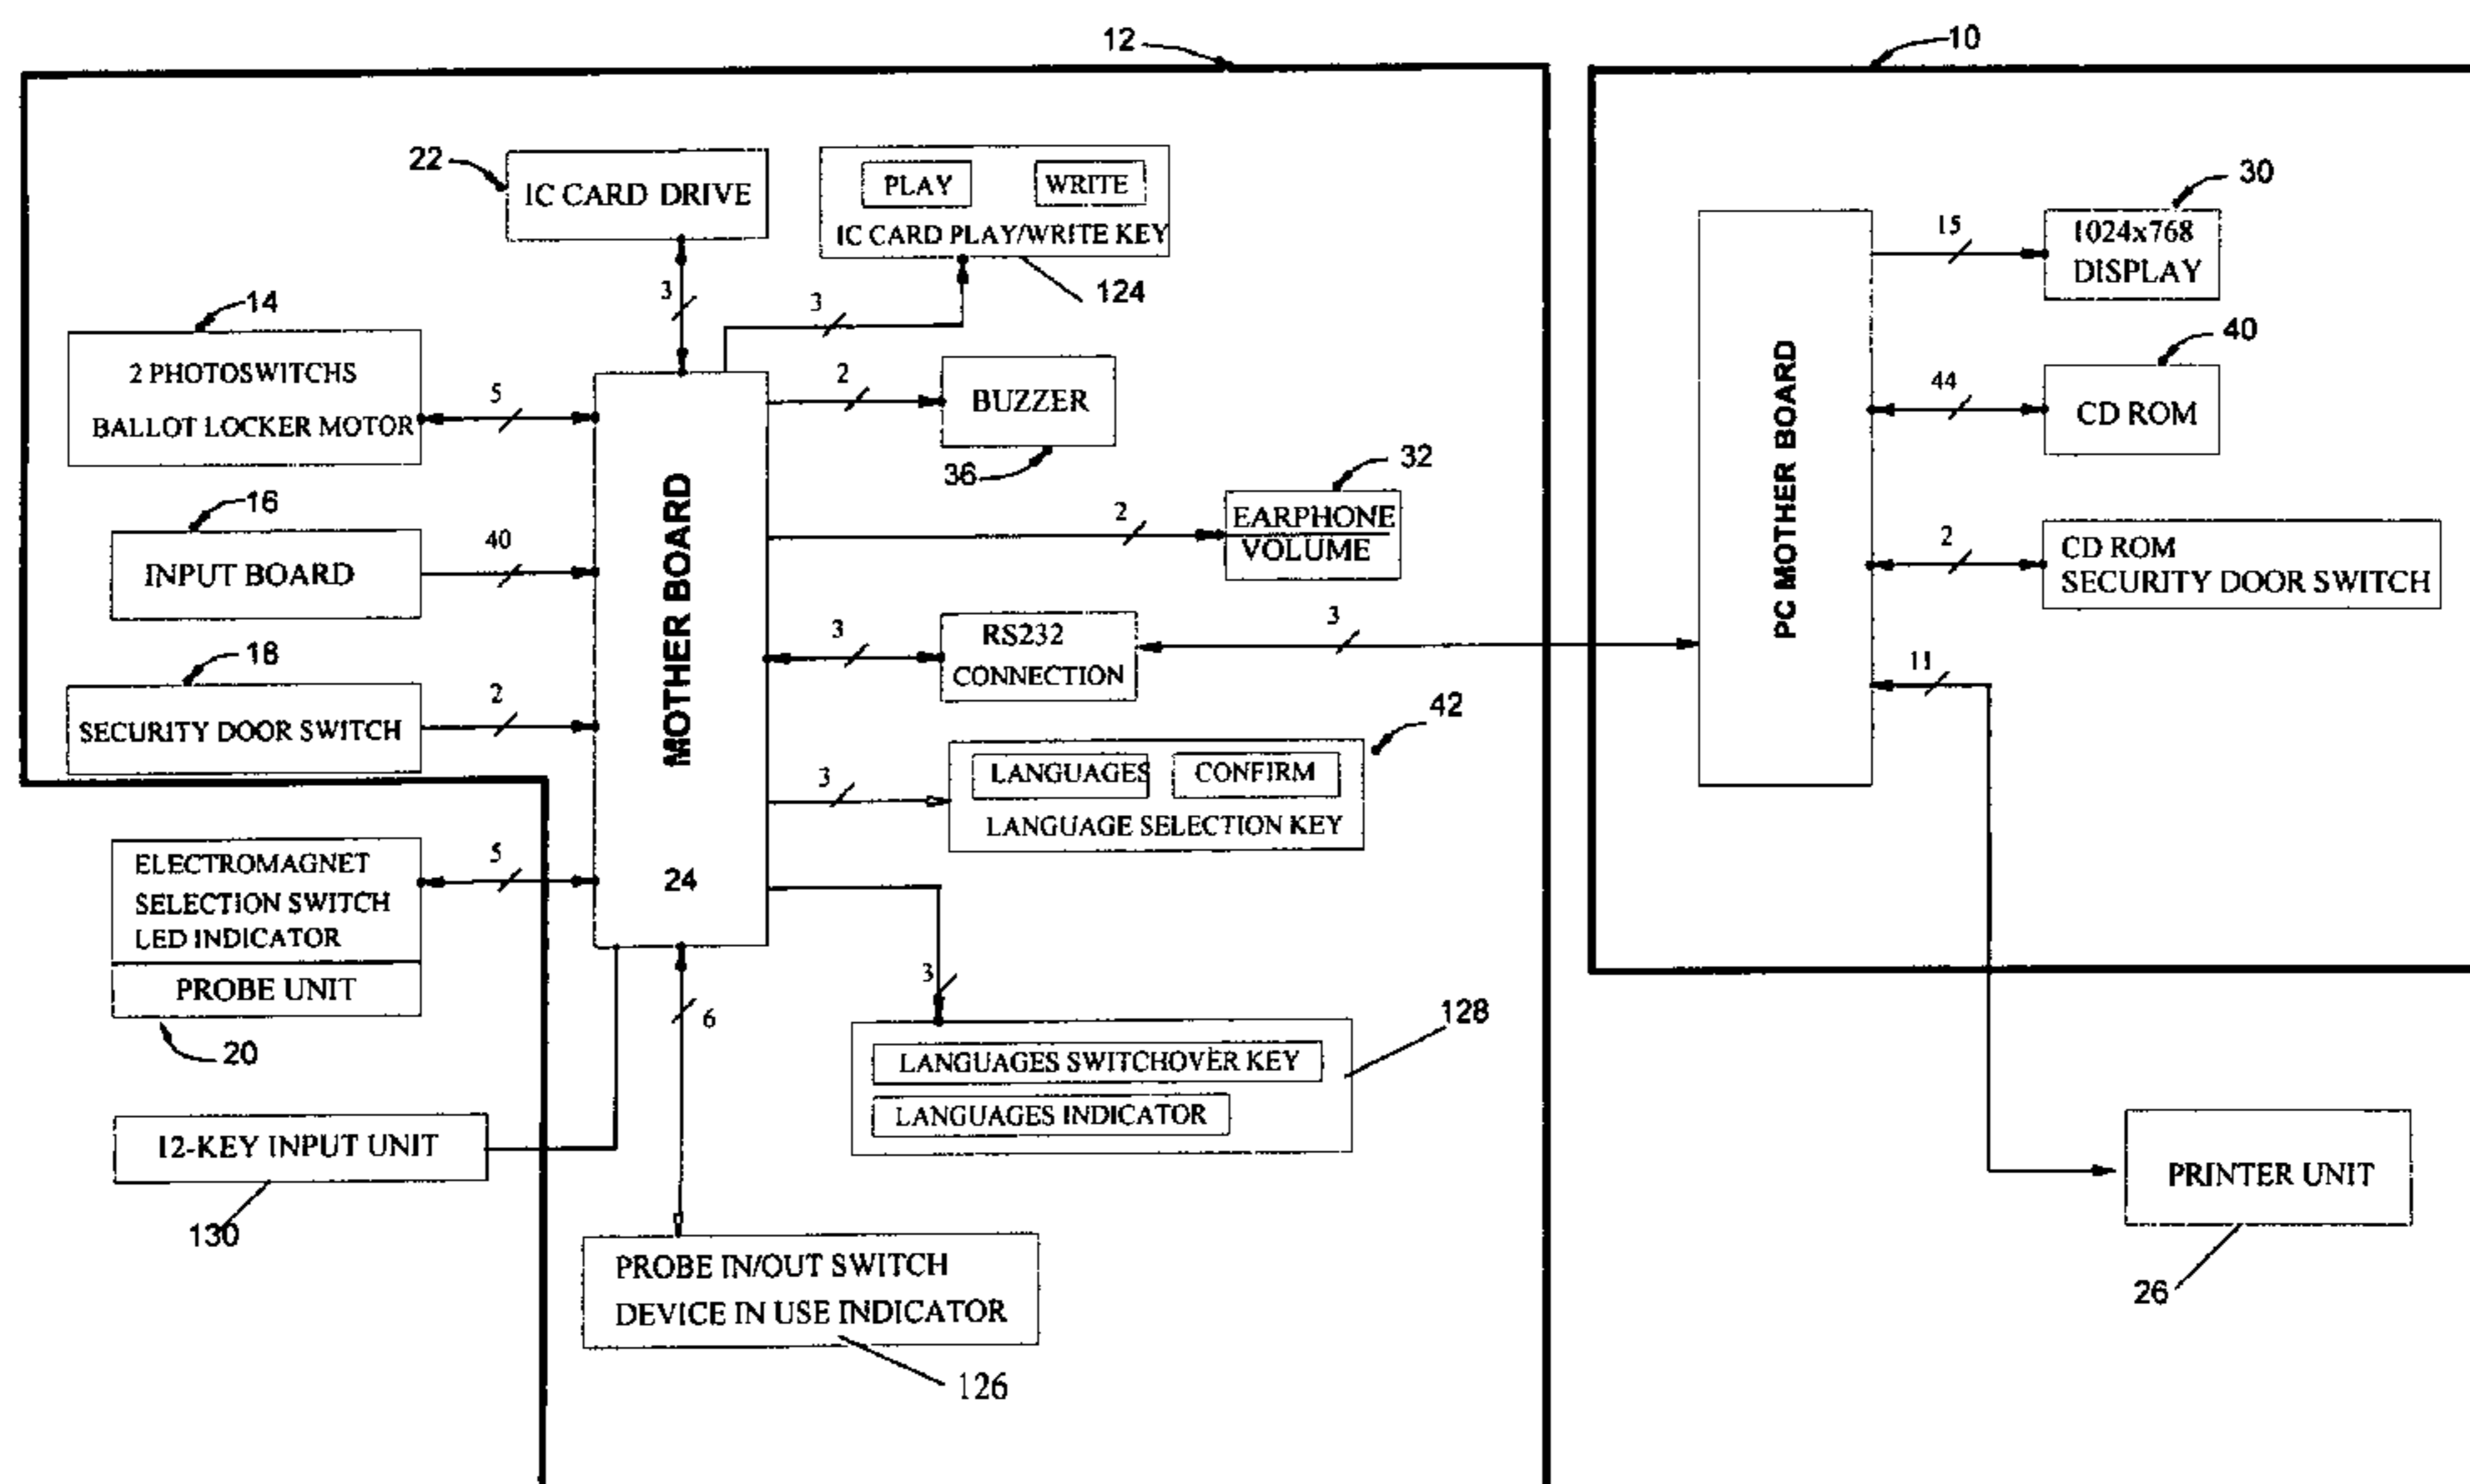 12
10
22
IC CARD DRIVE
PLAY
WRITE
IC CARD PLAY/WRITE KEY
124
3
3
14
2 PHOTOSWITCHS
BALLOT LOCKER MOTOR
5
2
BUZZER
36
16
INPUT BOARD
40
2
32
EARPHONE
VOLUME
18
SECURITY DOOR SWITCH
2
MOTHER BOARD
24
3
RS232
CONNECTION
3
42
3
LANGUAGES
CONFIRM
LANGUAGE SELECTION KEY
ELECTROMAGNET
SELECTION SWITCH
LED INDICATOR
PROBE UNIT
5
20
3
6
128
LANGUAGES SWITCHOVER KEY
LANGUAGES INDICATOR
12-KEY INPUT UNIT
130
PROBE IN/OUT SWITCH
DEVICE IN USE INDICATOR
126
PC MOTHER BOARD
15
30
1024x768
DISPLAY
40
44
CD ROM
2
CD ROM
SECURITY DOOR SWITCH
11
PRINTER UNIT
26